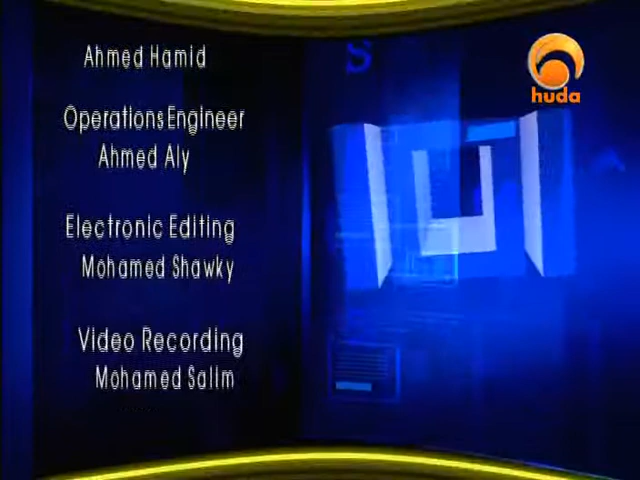 Ahmed Hamid
Operations Engineer
Ahmed Aly
Electronic Editing
Mohamed Shawky
Video Recording
Mohamed Salim
S
huda